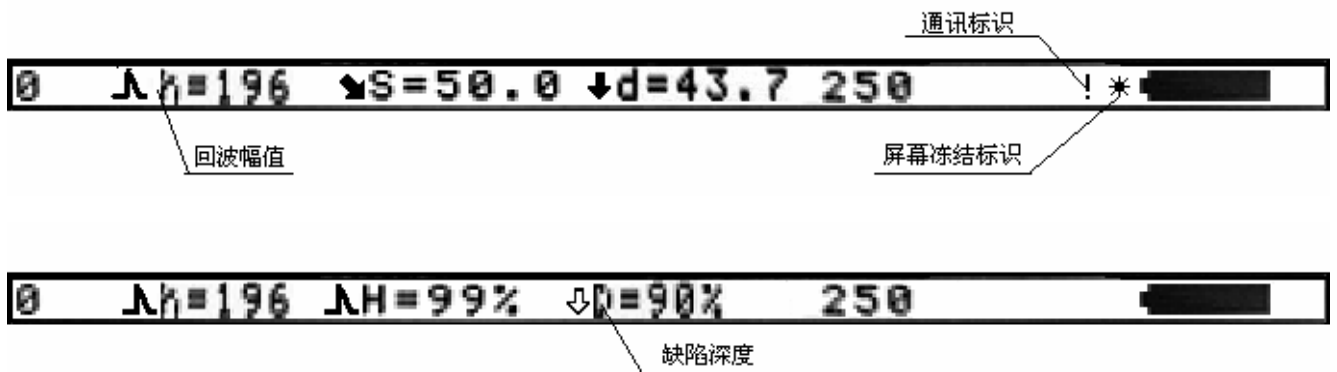 通讯标识
0 h=196 S=50.0 d=43.7 250 ! *
回波幅值 屏幕冻结标识
0 h=196 H=99% D=90% 250
缺陷深度